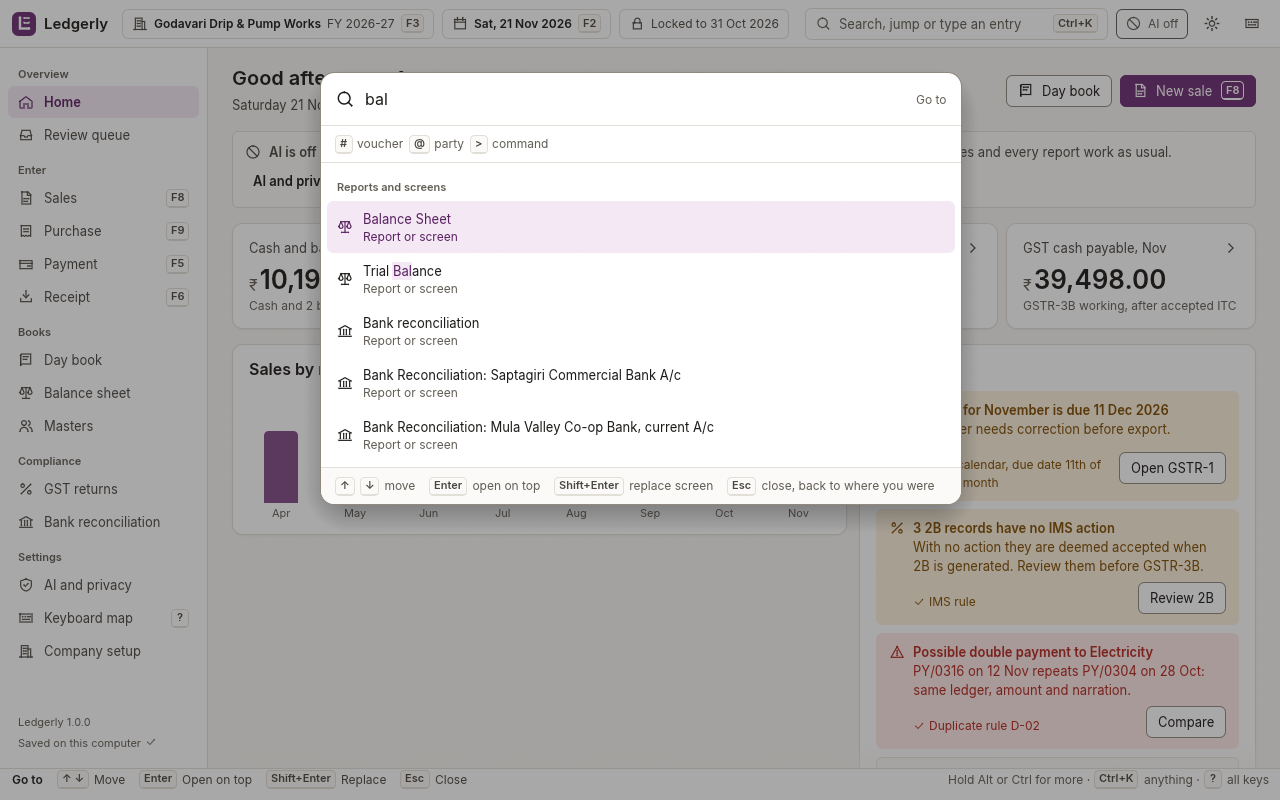 Ledgerly
Godavari Drip & Pump Works FY 2026-27 F3
Sat, 21 Nov 2026 F2
Locked to 31 Oct 2026
Search, jump or type an entry Ctrl+K
AI off
Overview
Home
Review queue
Enter
Sales F8
Purchase F9
Payment F5
Receipt F6
Books
Day book
Balance sheet
Masters
Compliance
GST returns
Bank reconciliation
Settings
AI and privacy
Keyboard map ?
Company setup
Ledgerly 1.0.0
Saved on this computer
Good
Saturday 21
Day book
New sale F8
AI is off
and every report work as usual.
AI and
Cash and
₹10,19
Cash and 2
GST cash payable, Nov
₹39,498.00
GSTR-3B working, after accepted ITC
Sales by
Apr May Jun Jul Aug Sep Oct Nov
for November is due 11 Dec 2026
needs correction before export.
due date 11th of
month
Open GSTR-1
3 2B records have no IMS action
With no action they are deemed accepted when
2B is generated. Review them before GSTR-3B.
IMS rule
Review 2B
Possible double payment to Electricity
PY/0316 on 12 Nov repeats PY/0304 on 28 Oct:
same ledger, amount and narration.
Duplicate rule D-02
Compare
bal
Go to
# voucher @ party > command
Reports and screens
Balance Sheet
Report or screen
Trial Balance
Report or screen
Bank reconciliation
Report or screen
Bank Reconciliation: Saptagiri Commercial Bank A/c
Report or screen
Bank Reconciliation: Mula Valley Co-op Bank, current A/c
Report or screen
↑ ↓ move Enter open on top Shift+Enter replace screen Esc close, back to where you were
Go to ↑↓ Move Enter Open on top Shift+Enter Replace Esc Close
Hold Alt or Ctrl for more · Ctrl+K anything · ? all keys